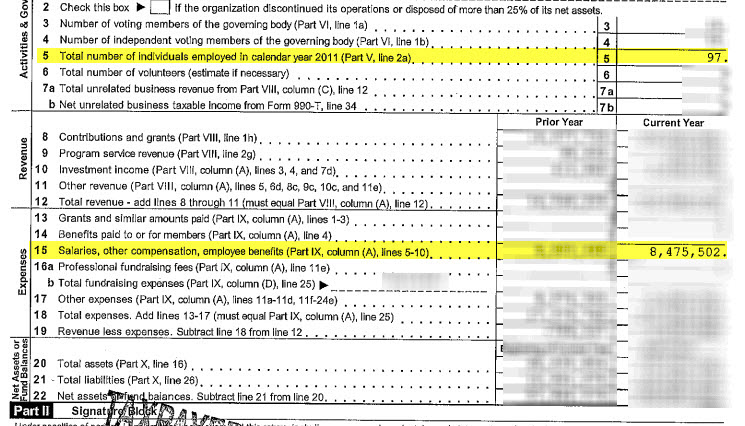 Activities & Gov
2 Check this box ▶ if the organization discontinued its operations or disposed of more than 25% of its net assets.
3 Number of voting members of the governing body (Part VI, line 1a) 3
4 Number of independent voting members of the governing body (Part VI, line 1b) 4
5 Total number of individuals employed in calendar year 2011 (Part V, line 2a) 5 97.
6 Total number of volunteers (estimate if necessary) 6
7a Total unrelated business revenue from Part VIII, column (C), line 12 7a
b Net unrelated business taxable income from Form 990-T, line 34 7b
Prior Year Current Year
Revenue
8 Contributions and grants (Part VIII, line 1h)
9 Program service revenue (Part VIII, line 2g)
10 Investment income (Part VIII, column (A), lines 3, 4, and 7d)
11 Other revenue (Part VIII, column (A), lines 5, 6d, 8c, 9c, 10c, and 11e)
12 Total revenue - add lines 8 through 11 (must equal Part VIII, column (A), line 12)
Expenses
13 Grants and similar amounts paid (Part IX, column (A), lines 1-3)
14 Benefits paid to or for members (Part IX, column (A), line 4)
15 Salaries, other compensation, employee benefits (Part IX, column (A), lines 5-10) 8,475,502.
16a Professional fundraising fees (Part IX, column (A), line 11e)
b Total fundraising expenses (Part IX, column (D), line 25) ▶
17 Other expenses (Part IX, column (A), lines 11a-11d, 11f-24e)
18 Total expenses. Add lines 13-17 (must equal Part IX, column (A), line 25)
19 Revenue less expenses. Subtract line 18 from line 12
Net Assets or
Fund Balances
20 Total assets (Part X, line 16)
21 Total liabilities (Part X, line 26)
22 Net assets or fund balances. Subtract line 21 from line 20
Part II Signature Block
TAXPAYER